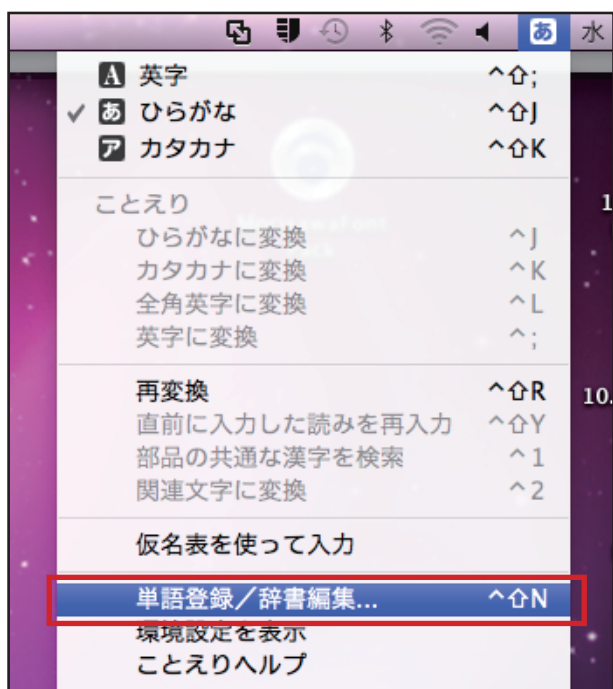 あ 水
A 英字 ^⇧;
✓ あ ひらがな ^⇧J
ア カタカナ ^⇧K
ことえり
ひらがなに変換 ^J
カタカナに変換 ^K
全角英字に変換 ^L
英字に変換 ^;
再変換 ^⇧R
直前に入力した読みを再入力 ^⇧Y
部品の共通な漢字を検索 ^1
関連文字に変換 ^2
仮名表を使って入力
単語登録／辞書編集... ^⇧N
環境設定を表示
ことえりヘルプ
1
10.